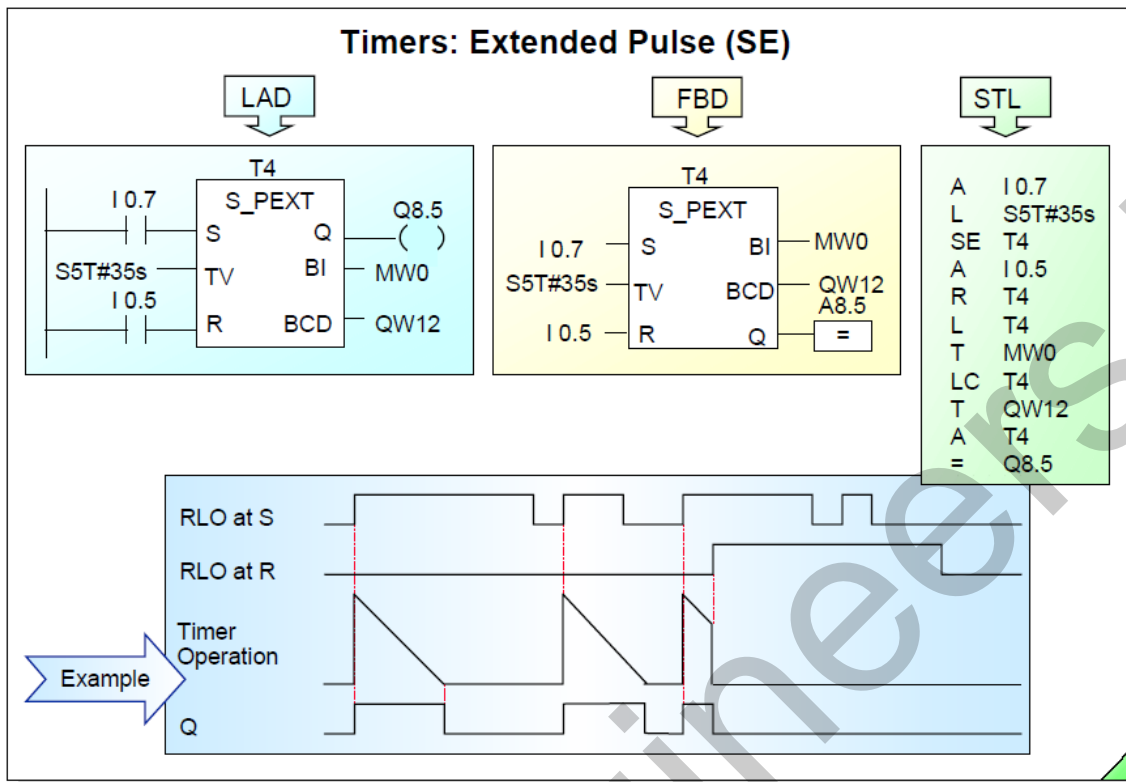 Timers: Extended Pulse (SE)
LAD
FBD
STL
T4
S_PEXT
I 0.7
S
Q
Q8.5
( )
S5T#35s
TV
BI
MW0
I 0.5
R
BCD
QW12
T4
S_PEXT
I 0.7
S
BI
MW0
S5T#35s
TV
BCD
QW12
A8.5
I 0.5
R
Q
=
A I 0.7
L S5T#35s
SE T4
A I 0.5
R T4
L T4
T MW0
LC T4
T QW12
A T4
= Q8.5
RLO at S
RLO at R
Timer
Operation
Example
Q